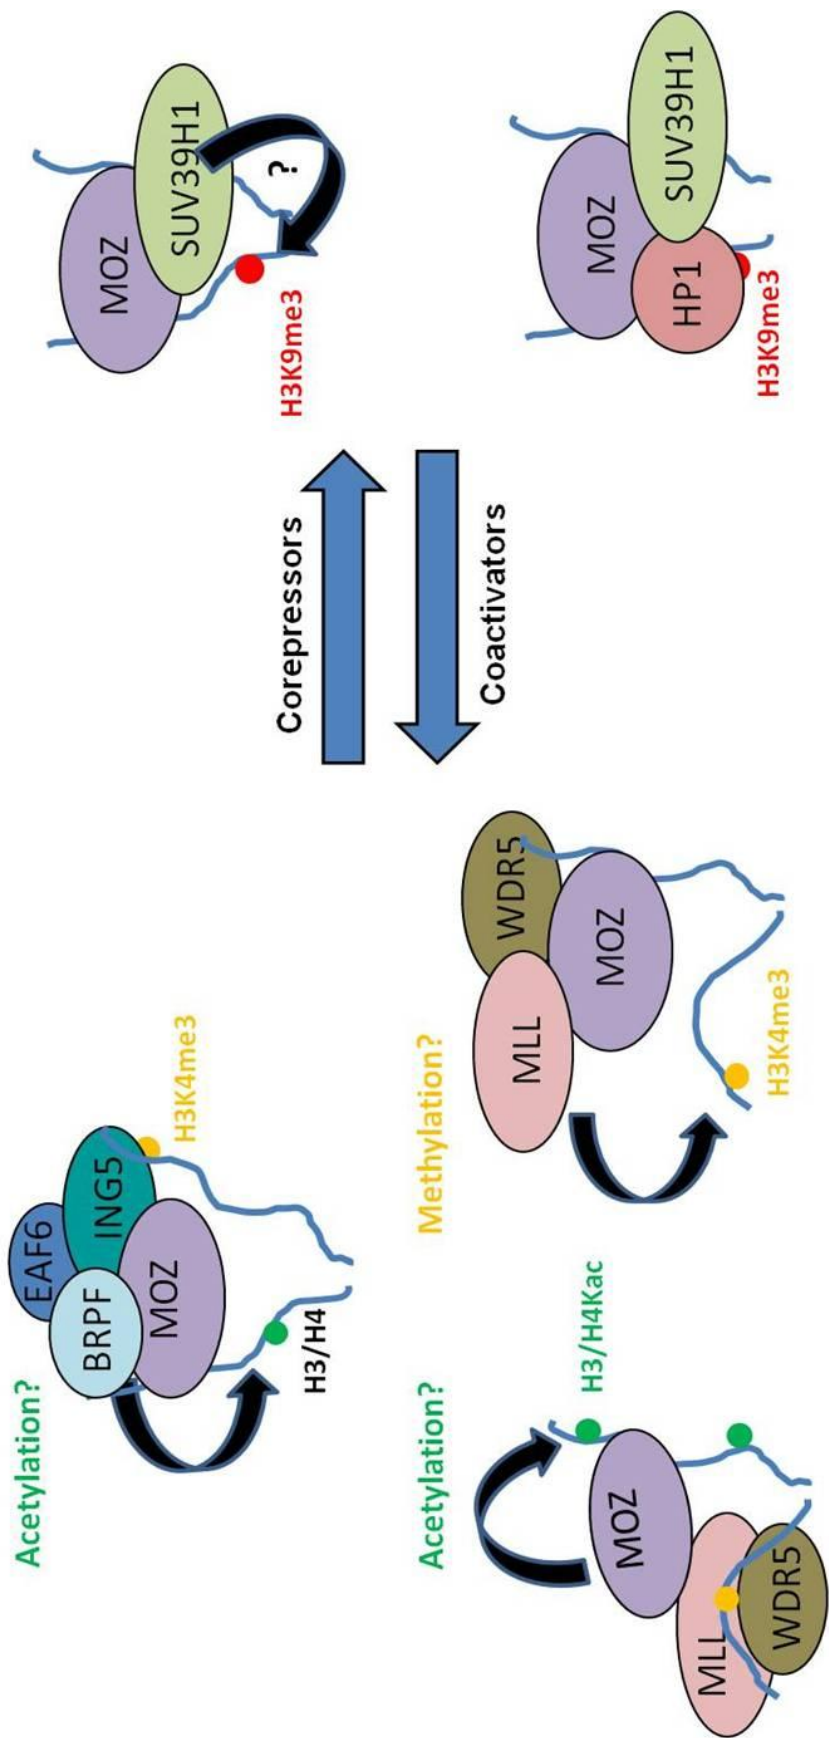 Acetylation?
EAF6
BRPF
ING5
MOZ
H3K4me3
H3/H4
Acetylation?
H3/H4Kac
MOZ
MLL
WDR5
Methylation?
MLL
WDR5
MOZ
H3K4me3
Corepressors
Coactivators
MOZ
SUV39H1
?
H3K9me3
MOZ
HP1
SUV39H1
H3K9me3